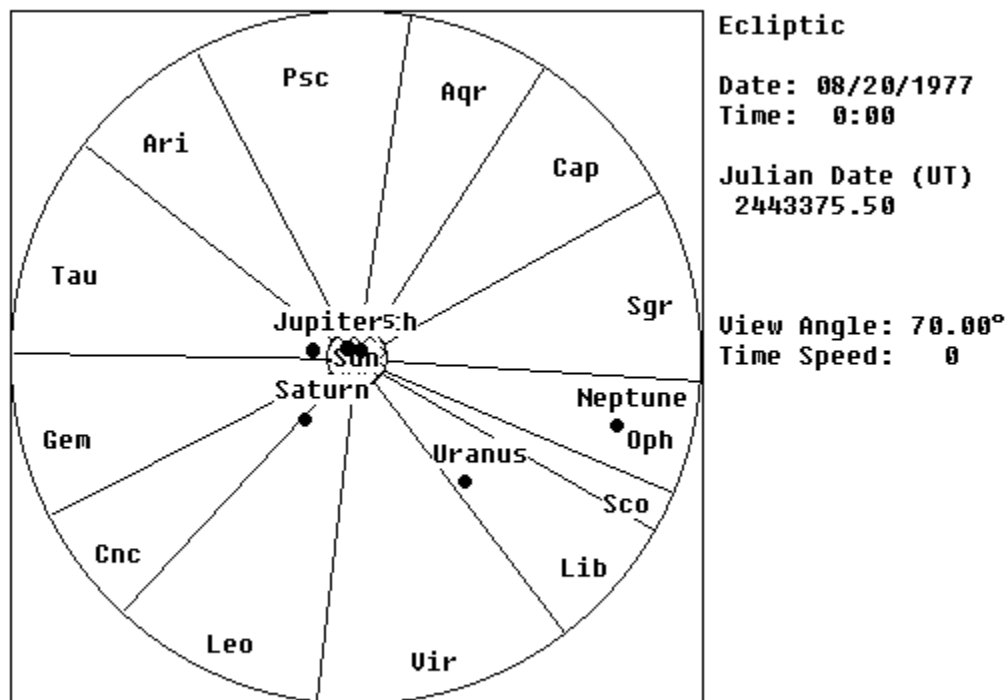 Ecliptic
Date: 08/20/1977
Time: 0:00
Julian Date (UT)
2443375.50
View Angle: 70.00°
Time Speed: 0
Psc
Aqr
Ari
Cap
Tau
Sgr
Jupiter
Sun
Saturn
Neptune
Gem
Oph
Uranus
Sco
Cnc
Lib
Leo
Vir